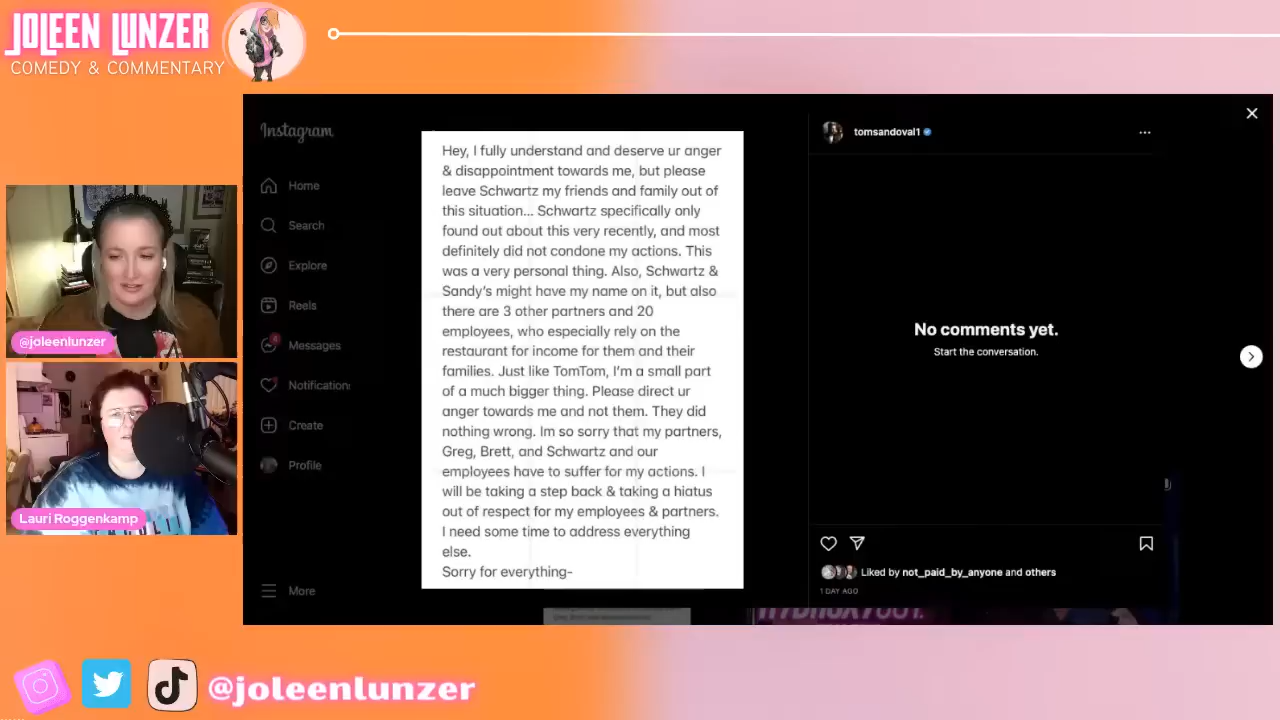 JOLEEN LUNZER
COMEDY & COMMENTARY
Instagram
Home
Search
Explore
Reels
Messages
Notifications
Create
Profile
More
Hey, I fully understand and deserve ur anger
& disappointment towards me, but please
leave Schwartz my friends and family out of
this situation... Schwartz specifically only
found out about this very recently, and most
definitely did not condone my actions. This
was a very personal thing. Also, Schwartz &
Sandy's might have my name on it, but also
there are 3 other partners and 20
employees, who especially rely on the
restaurant for income for them and their
families. Just like TomTom, I'm a small part
of a much bigger thing. Please direct ur
anger towards me and not them. They did
nothing wrong. Im so sorry that my partners,
Greg, Brett, and Schwartz and our
employees have to suffer for my actions. I
will be taking a step back & taking a hiatus
out of respect for my employees & partners.
I need some time to address everything
else.
Sorry for everything-
tomsandoval1
No comments yet.
Start the conversation.
Liked by not_paid_by_anyone and others
1 DAY AGO
@joleenlunzer
Lauri Roggenkamp
@joleenlunzer